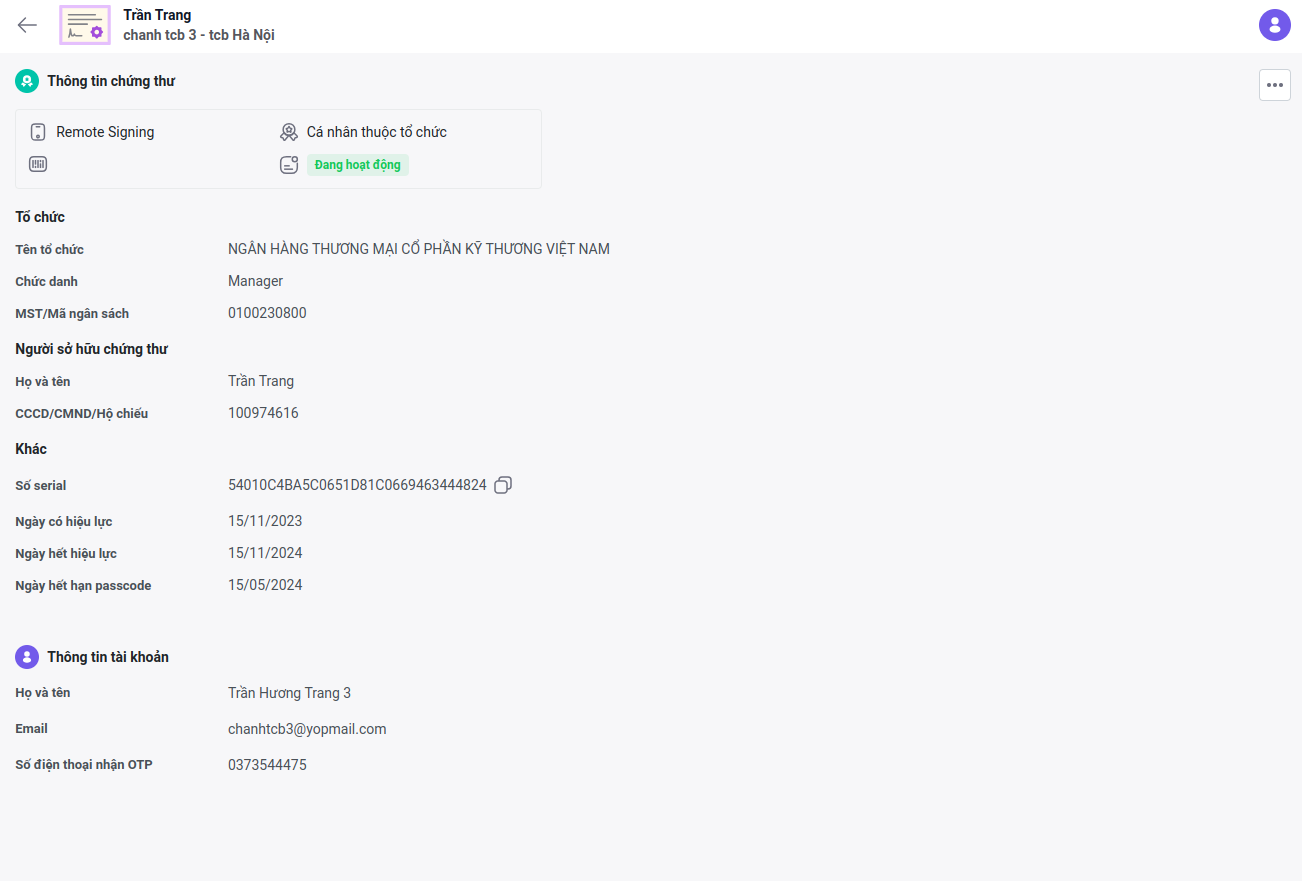 Trần Trang
chanh tcb 3 - tcb Hà Nội
Thông tin chứng thư
Remote Signing
Cá nhân thuộc tổ chức
Đang hoạt động
Tổ chức
Tên tổ chức NGÂN HÀNG THƯƠNG MẠI CỔ PHẦN KỸ THƯƠNG VIỆT NAM
Chức danh Manager
MST/Mã ngân sách 0100230800
Người sở hữu chứng thư
Họ và tên Trần Trang
CCCD/CMND/Hộ chiếu 100974616
Khác
Số serial 54010C4BA5C0651D81C0669463444824
Ngày có hiệu lực 15/11/2023
Ngày hết hiệu lực 15/11/2024
Ngày hết hạn passcode 15/05/2024
Thông tin tài khoản
Họ và tên Trần Hương Trang 3
Email chanhtcb3@yopmail.com
Số điện thoại nhận OTP 0373544475